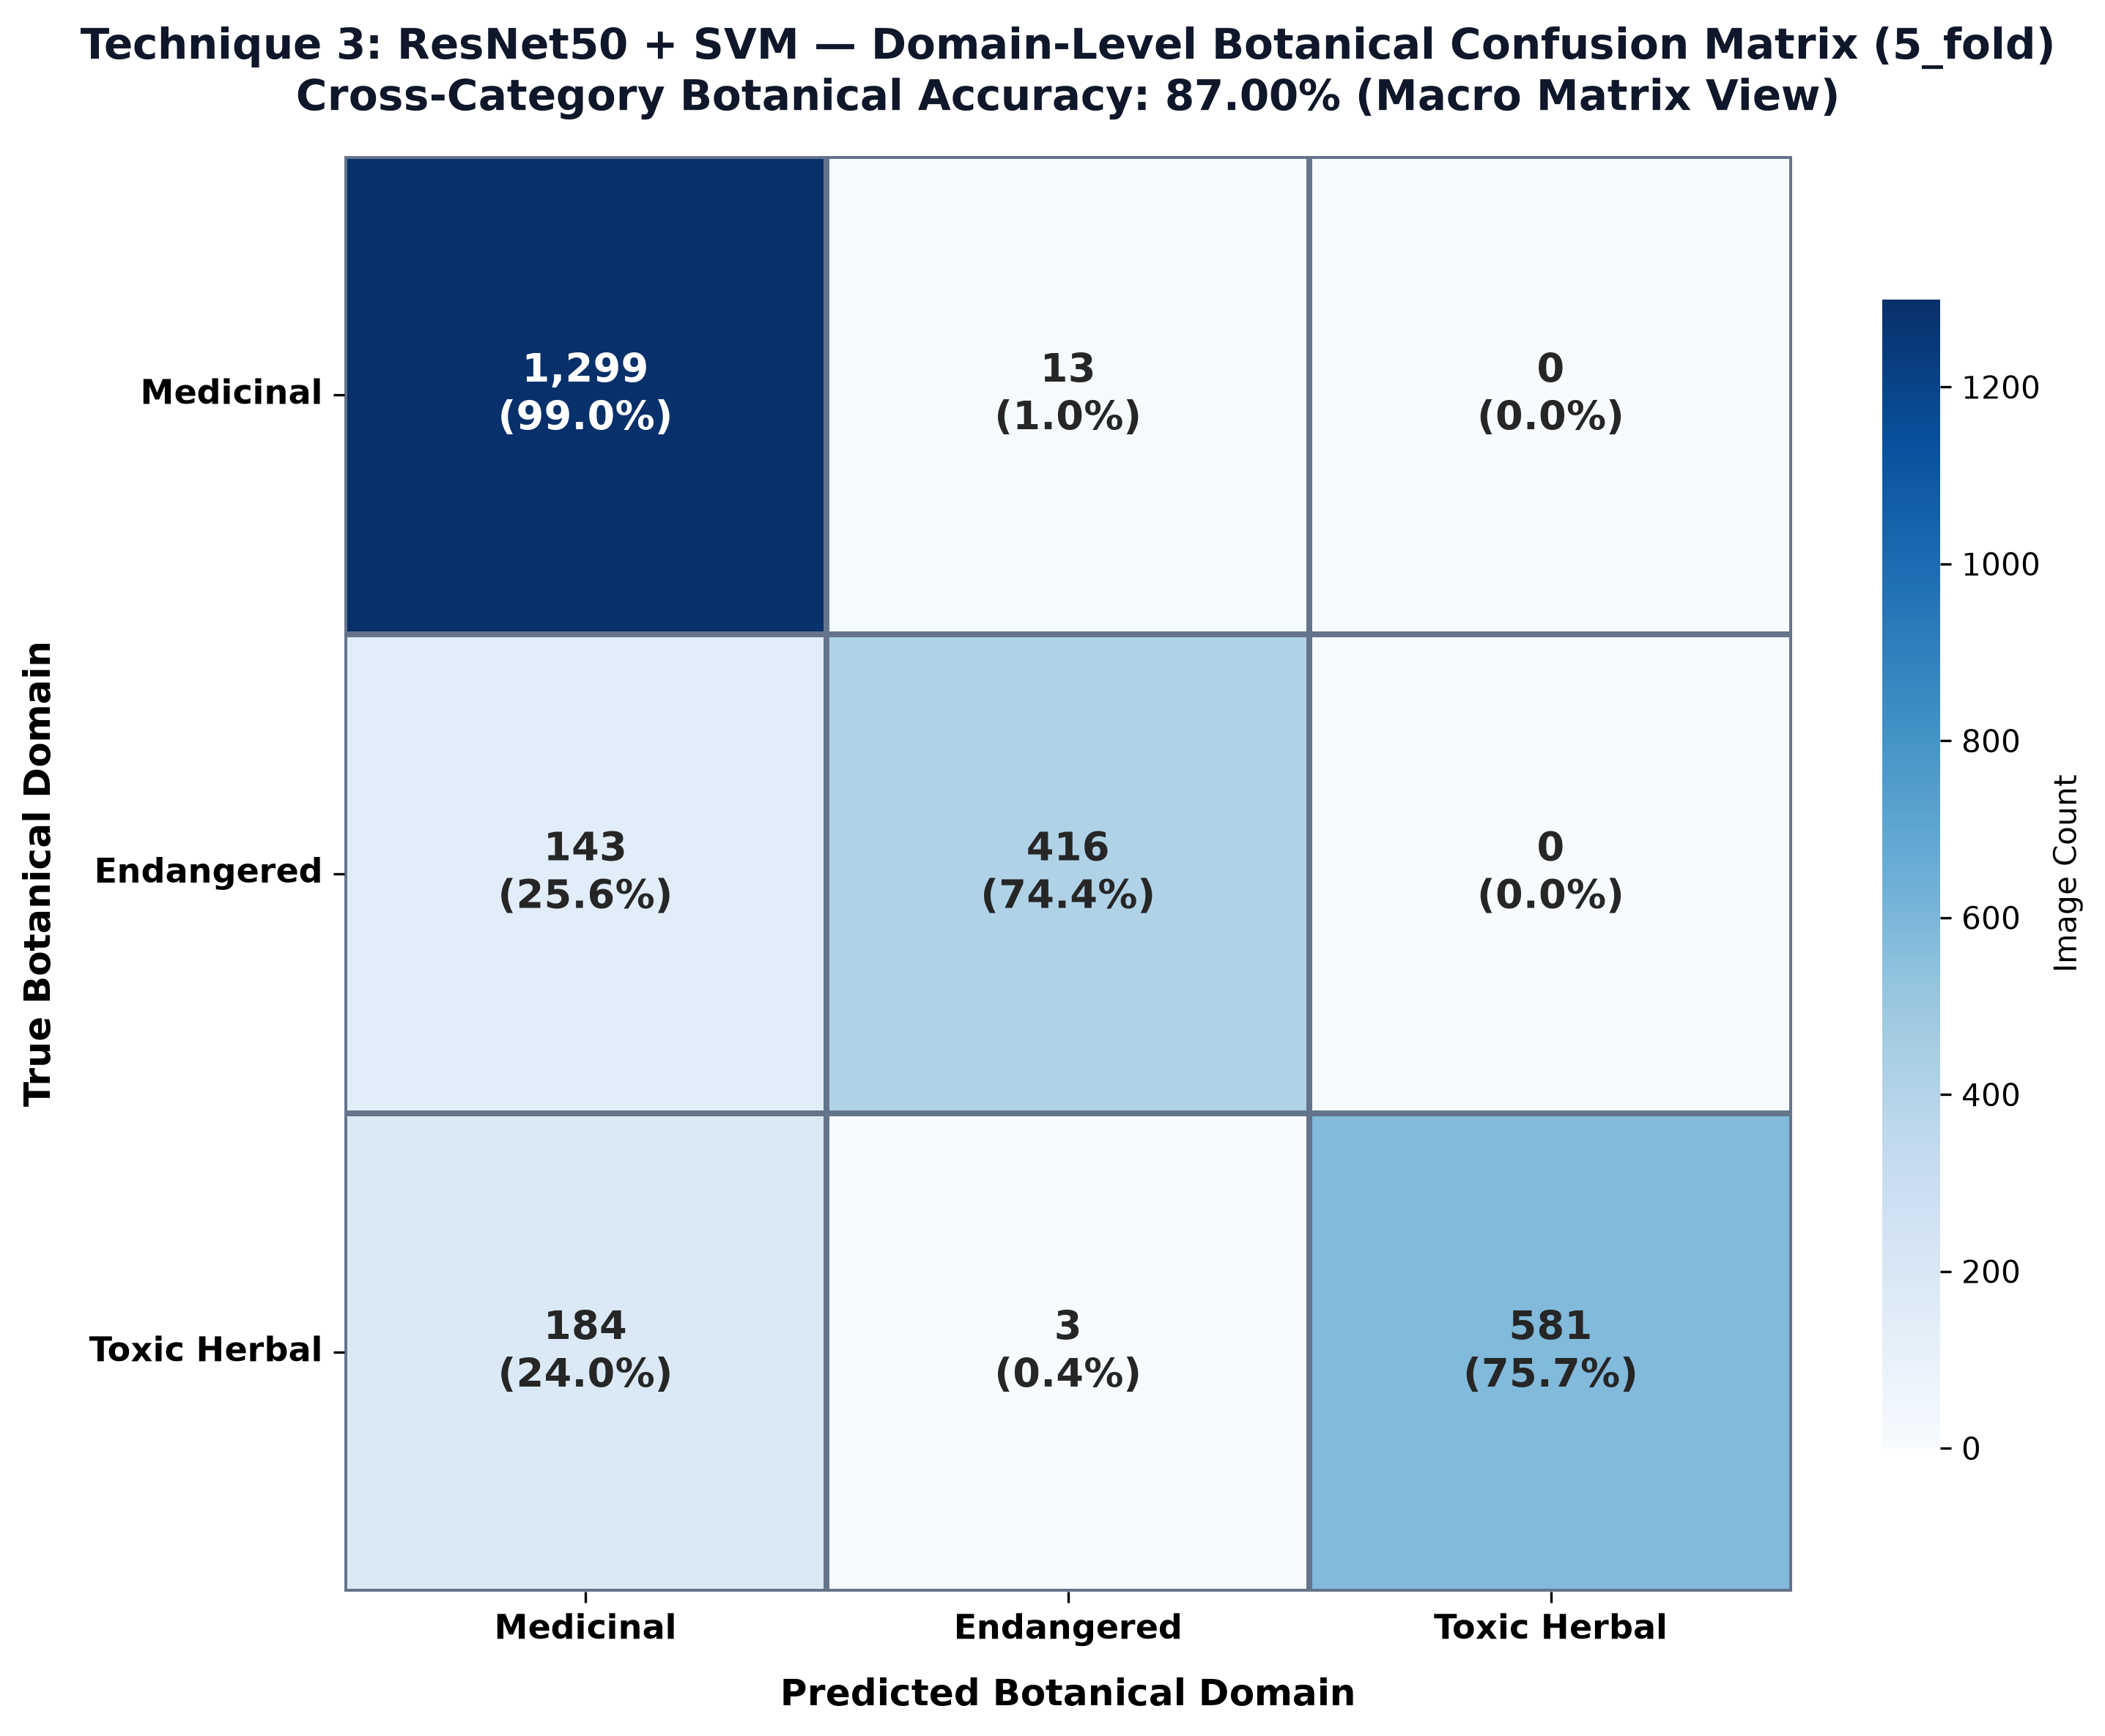 Technique 3: ResNet50 + SVM — Domain-Level Botanical Confusion Matrix (5_fold)
Cross-Category Botanical Accuracy: 87.00% (Macro Matrix View)
True Botanical Domain
Medicinal
1,299
(99.0%)
13
(1.0%)
0
(0.0%)
Endangered
143
(25.6%)
416
(74.4%)
0
(0.0%)
Toxic Herbal
184
(24.0%)
3
(0.4%)
581
(75.7%)
Medicinal
Endangered
Toxic Herbal
Predicted Botanical Domain
1200
1000
800
600
400
200
0
Image Count